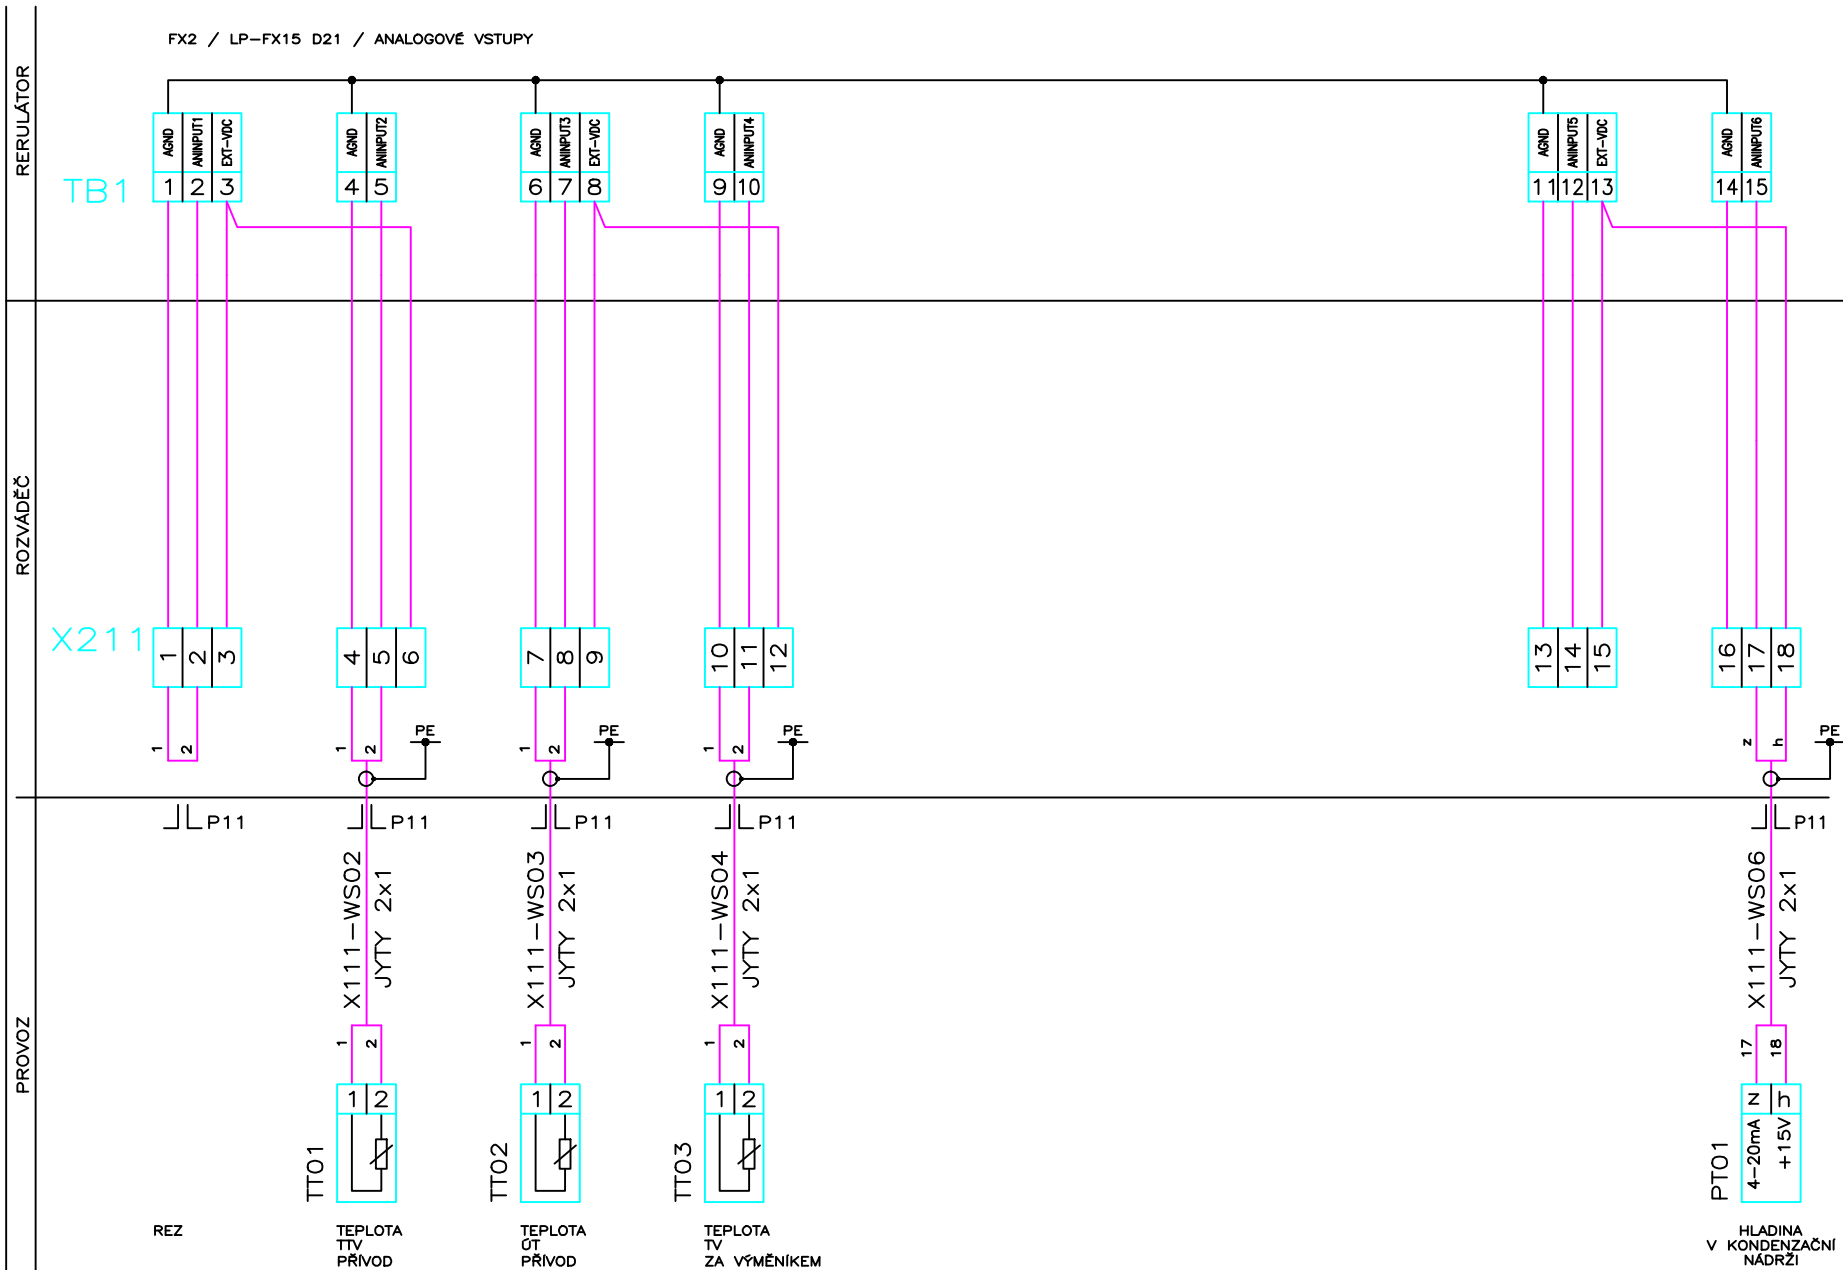 FX2 / LP-FX15 D21 / ANALOGOVÉ VSTUPY
RERULÁTOR
TB1
AGND ANINPUT1 EXT-VDC
1 2 3
AGND ANINPUT2
4 5
AGND ANINPUT3 EXT-VDC
6 7 8
AGND ANINPUT4
9 10
AGND ANINPUT5 EXT-VDC
11 12 13
AGND ANINPUT6
14 15
ROZVÁDĚČ
X211
1 2 3
4 5 6
7 8 9
10 11 12
13 14 15
16 17 18
1 2
1 2 PE
1 2 PE
1 2 PE
z h PE
PROVOZ
P11
P11
P11
P11
P11
X111-WS02
JYTY 2x1
X111-WS03
JYTY 2x1
X111-WS04
JYTY 2x1
X111-WS06
JYTY 2x1
1 2
1 2
1 2
17 18
TT01
1 2
TT02
1 2
TT03
1 2
PT01
z h
4-20mA
+15V
REZ
TEPLOTA
TTV
PŘÍVOD
TEPLOTA
ÚT
PŘÍVOD
TEPLOTA
TV
ZA VÝMĚNÍKEM
HLADINA
V KONDENZAČNÍ
NÁDRŽI